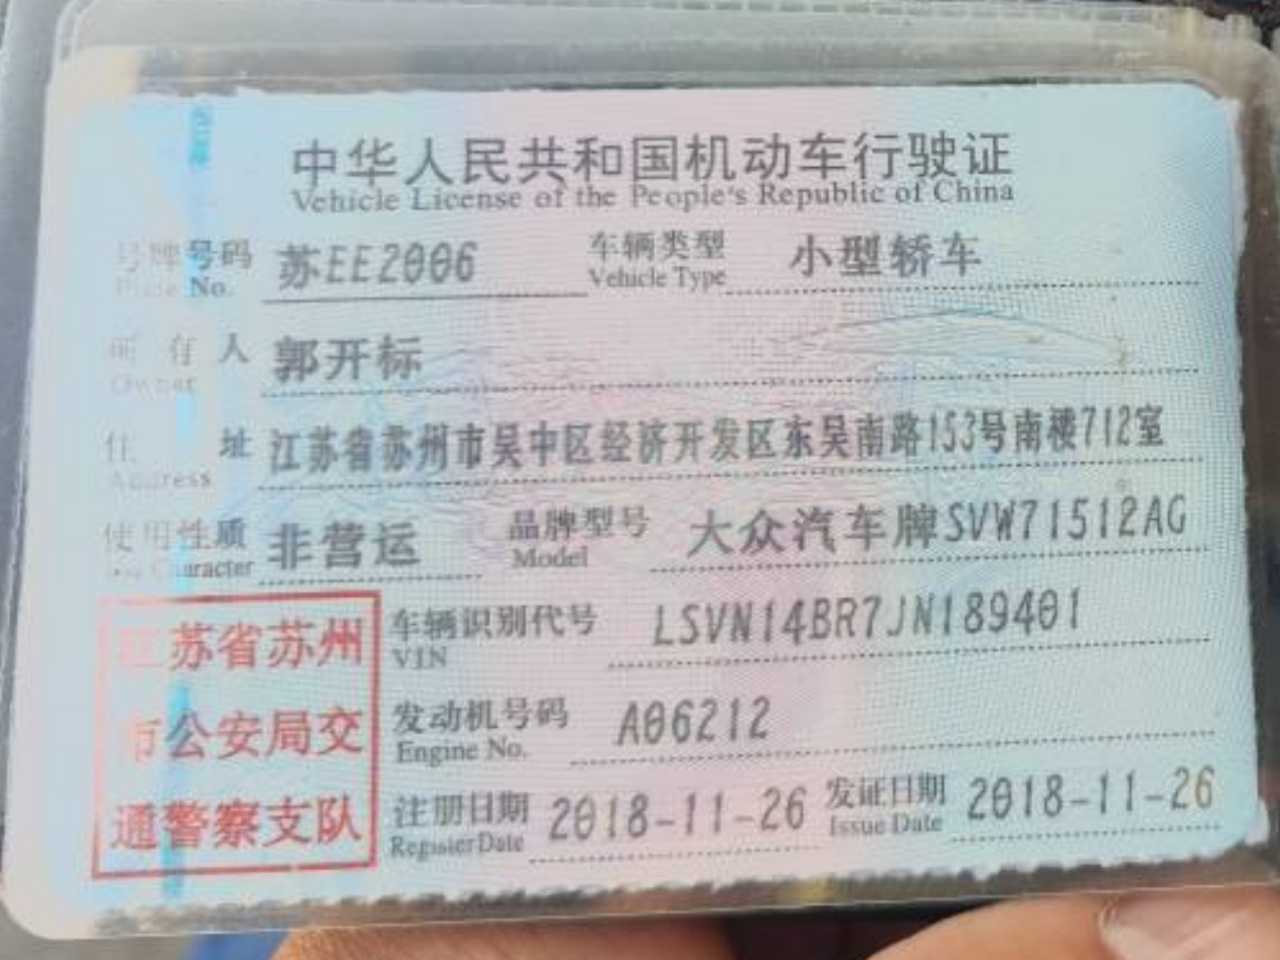 中华人民共和国机动车行驶证
Vehicle License of the People's Republic of China
号牌号码 苏EE2006 车辆类型 小型轿车
Plate No. Vehicle Type
所有人 郭开标
Owner
住址 江苏省苏州市吴中区经济开发区东吴南路153号南楼712室
Address
使用性质 非营运 品牌型号 大众汽车牌SVW71512AG
Character Model
江苏省苏州
市公安局交
通警察支队
车辆识别代号 LSVN14BR7JN189401
VIN
发动机号码 A06212
Engine No.
注册日期 2018-11-26 发证日期 2018-11-26
Register Date Issue Date